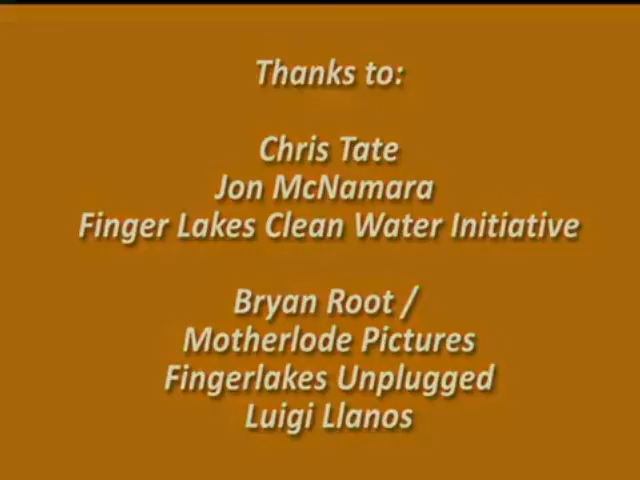 Thanks to:
Chris Tate
Jon McNamara
Finger Lakes Clean Water Initiative
Bryan Root /
Motherlode Pictures
Fingerlakes Unplugged
Luigi Llanos